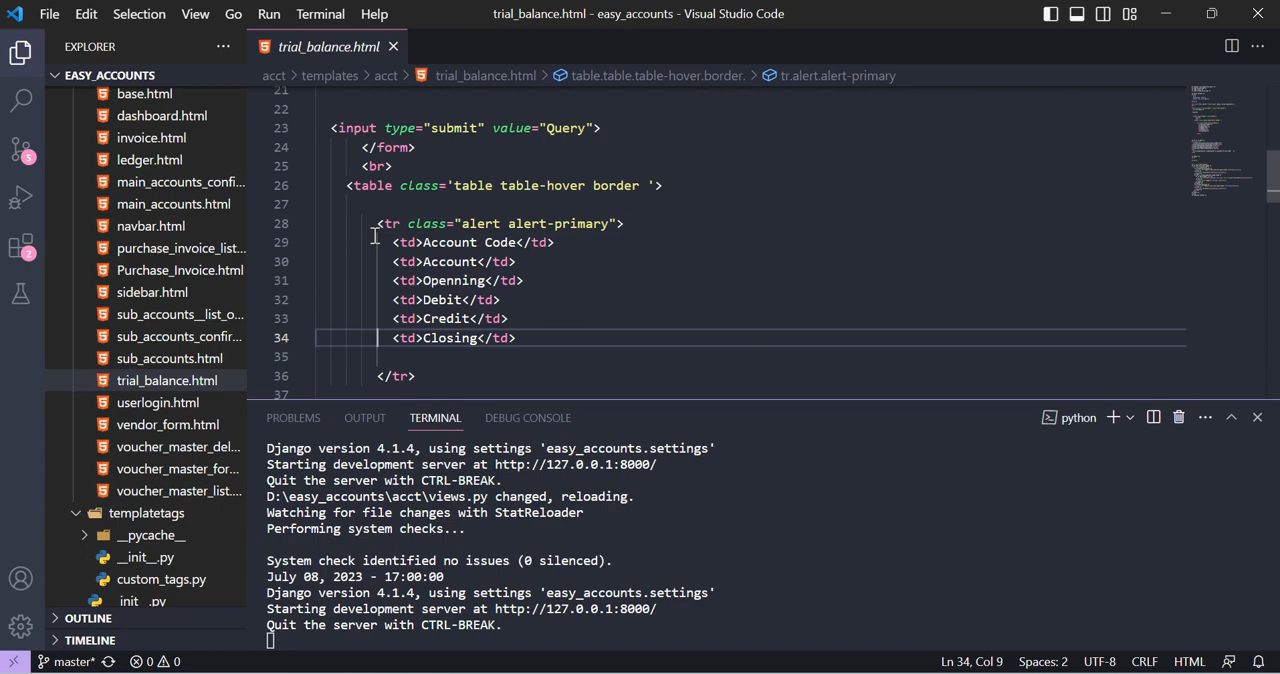 File Edit Selection View Go Run Terminal Help
trial_balance.html - easy_accounts - Visual Studio Code
EXPLORER
EASY_ACCOUNTS
base.html
dashboard.html
invoice.html
ledger.html
main_accounts_confi...
main_accounts.html
navbar.html
purchase_invoice_list...
Purchase_Invoice.html
sidebar.html
sub_accounts__list_o...
sub_accounts_confir...
sub_accounts.html
trial_balance.html
userlogin.html
vendor_form.html
voucher_master_del...
voucher_master_for...
voucher_master_list....
templatetags
__pycache__
__init__.py
custom_tags.py
__init__.py
OUTLINE
TIMELINE
5
2
trial_balance.html
acct > templates > acct > trial_balance.html > table.table.table-hover.border. > tr.alert.alert-primary
21
22
23 <input type="submit" value="Query">
24 </form>
25 <br>
26 <table class='table table-hover border '>
27
28 <tr class="alert alert-primary">
29 <td>Account Code</td>
30 <td>Account</td>
31 <td>Openning</td>
32 <td>Debit</td>
33 <td>Credit</td>
34 <td>Closing</td>
35
36 </tr>
37
PROBLEMS OUTPUT TERMINAL DEBUG CONSOLE
python
Django version 4.1.4, using settings 'easy_accounts.settings'
Starting development server at http://127.0.0.1:8000/
Quit the server with CTRL-BREAK.
D:\easy_accounts\acct\views.py changed, reloading.
Watching for file changes with StatReloader
Performing system checks...
System check identified no issues (0 silenced).
July 08, 2023 - 17:00:00
Django version 4.1.4, using settings 'easy_accounts.settings'
Starting development server at http://127.0.0.1:8000/
Quit the server with CTRL-BREAK.
master* 0 0
Ln 34, Col 9 Spaces: 2 UTF-8 CRLF HTML